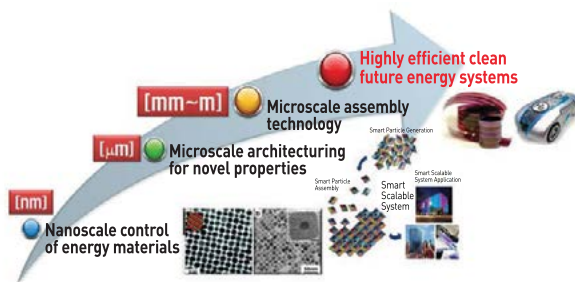 Highly efficient clean
future energy systems
[mm~m]
Microscale assembly
technology
Smart Particle Generation
[μm]
Microscale architecturing
for novel properties
Smart Particle
Assembly
Smart
Scalable
System
Smart Scalable
System Application
[nm]
Nanoscale control
of energy materials